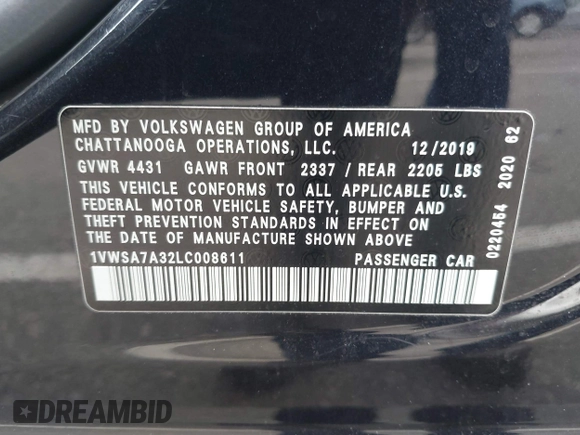 MFD BY VOLKSWAGEN GROUP OF AMERICA
CHATTANOOGA OPERATIONS, LLC. 12/2019
GVWR 4431 GAWR FRONT 2337 / REAR 2205 LBS
THIS VEHICLE CONFORMS TO ALL APPLICABLE U.S.
FEDERAL MOTOR VEHICLE SAFETY, BUMPER AND
THEFT PREVENTION STANDARDS IN EFFECT ON
THE DATE OF MANUFACTURE SHOWN ABOVE
1VWSA7A32LC008611 PASSENGER CAR
0220454 2020 62
DREAMBID